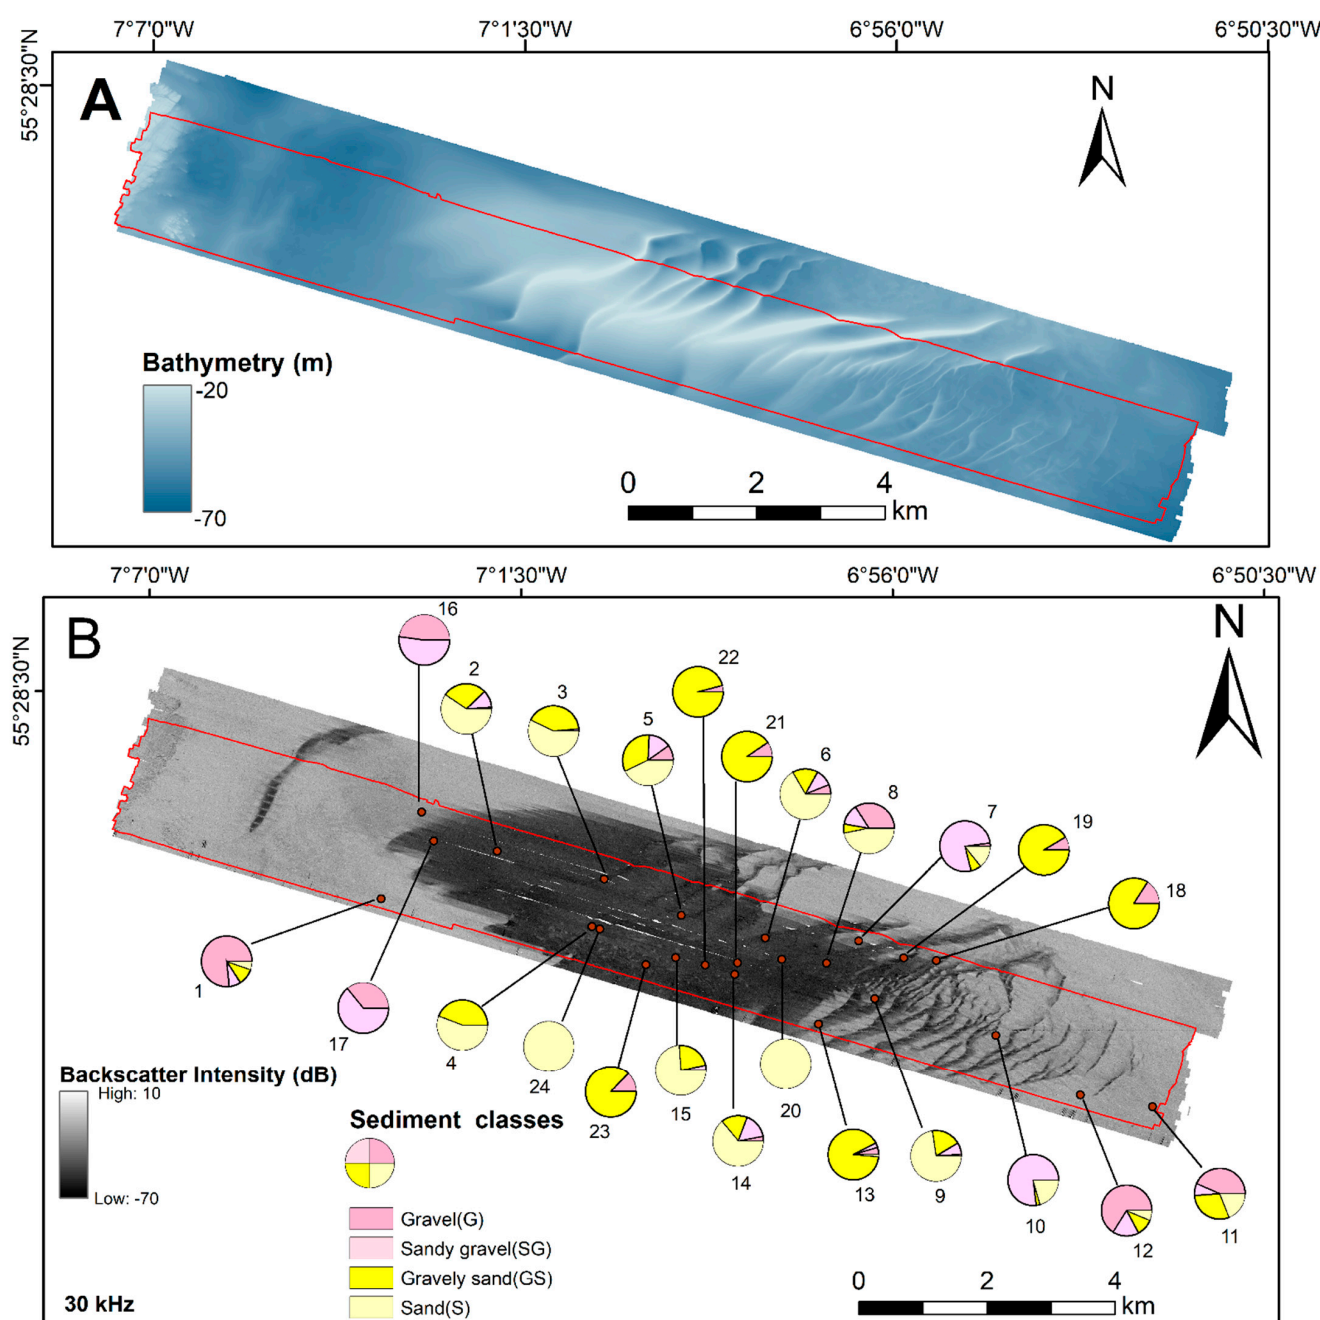 7°7'0"W 7°1'30"W 6°56'0"W 6°50'30"W
55°28'30"N
A
N
Bathymetry (m)
-20
-70
0 2 4
km
7°7'0"W 7°1'30"W 6°56'0"W 6°50'30"W
55°28'30"N
B
N
16
2
3
22
5
21
6
8
7
19
18
1
17
4
24
23
15
14
20
13
9
10
12
11
Backscatter Intensity (dB)
High: 10
Low: -70
Sediment classes
Gravel(G)
Sandy gravel(SG)
Gravely sand(GS)
Sand(S)
30 kHz
0 2 4
km